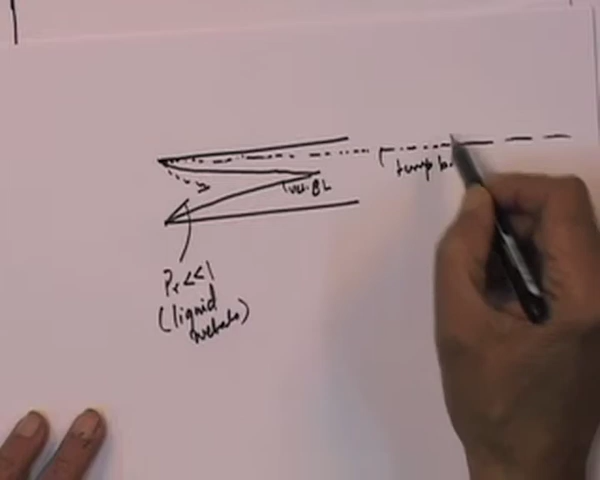 temp
vel. BL
Pr<<1
(liquid
metals)